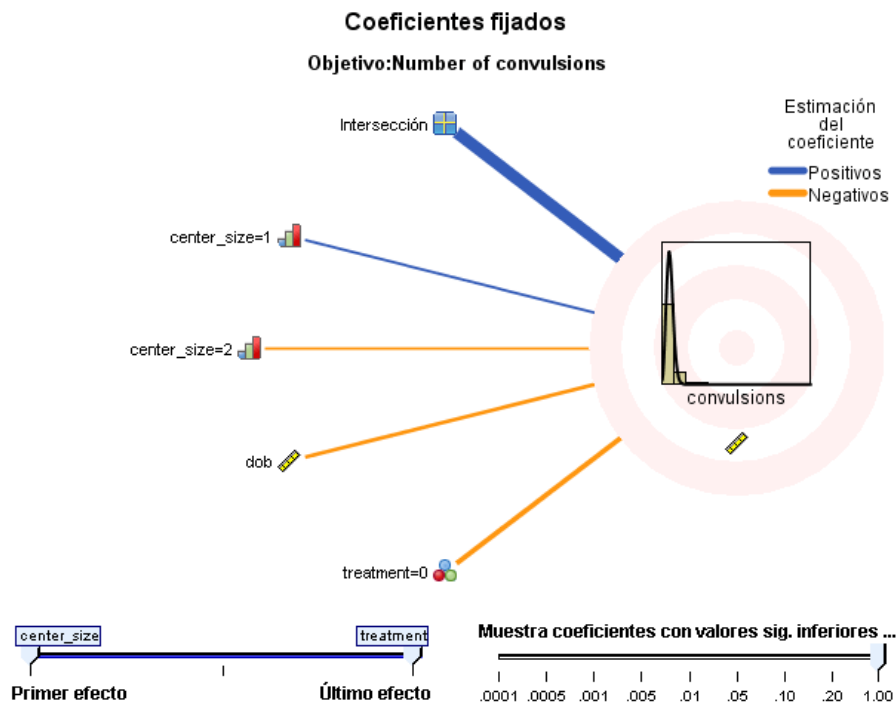 Coeficientes fijados
Objetivo:Number of convulsions
Intersección
center_size=1
center_size=2
dob
treatment=0
Estimación
del
coeficiente
Positivos
Negativos
convulsions
center_size
treatment
Primer efecto
Último efecto
Muestra coeficientes con valores sig. inferiores ...
.0001 .0005 .001 .005 .01 .05 .10 .20 1.00